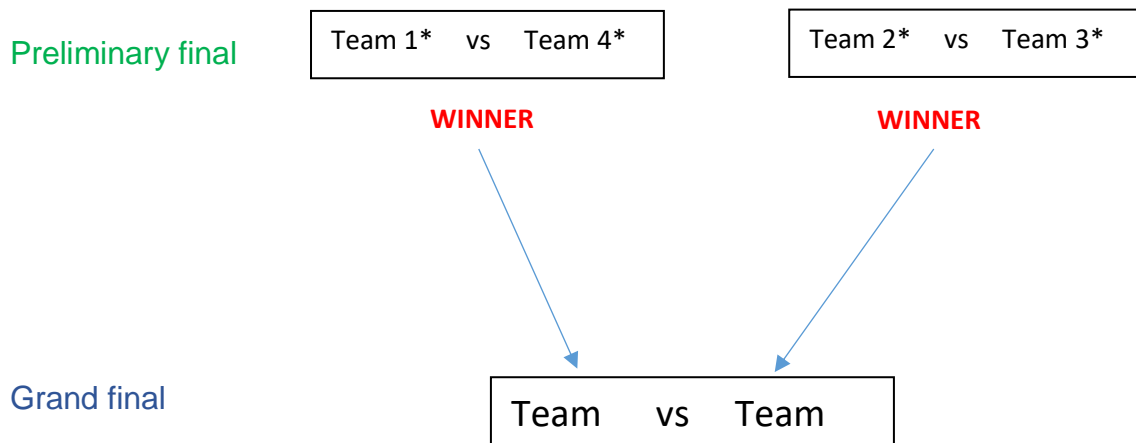 Preliminary final
Team 1* vs Team 4*
Team 2* vs Team 3*
WINNER
WINNER
Grand final
Team vs Team